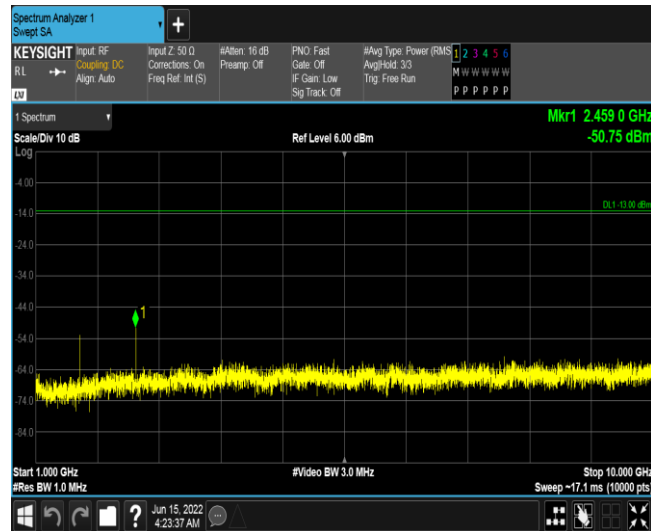 Spectrum Analyzer 1
Swept SA
+
KEYSIGHT
RL
LXI
Input: RF
Coupling: DC
Align: Auto
Input Z: 50 Ω
Corrections: On
Freq Ref: Int (S)
#Atten: 16 dB
Preamp: Off
PNO: Fast
Gate: Off
IF Gain: Low
Sig Track: Off
#Avg Type: Power (RMS
Avg|Hold: 3/3
Trig: Free Run
1 2 3 4 5 6
M W W W W W
P P P P P P
1 Spectrum
Scale/Div 10 dB
Log
Ref Level 6.00 dBm
Mkr1 2.459 0 GHz
-50.75 dBm
-4.00
DL1 -13.00 dBm
-14.0
-24.0
-34.0
-44.0
1
-54.0
-64.0
-74.0
-84.0
Start 1.000 GHz
#Res BW 1.0 MHz
#Video BW 3.0 MHz
Stop 10.000 GHz
Sweep ~17.1 ms (10000 pts)
?
Jun 15, 2022
4:23:37 AM